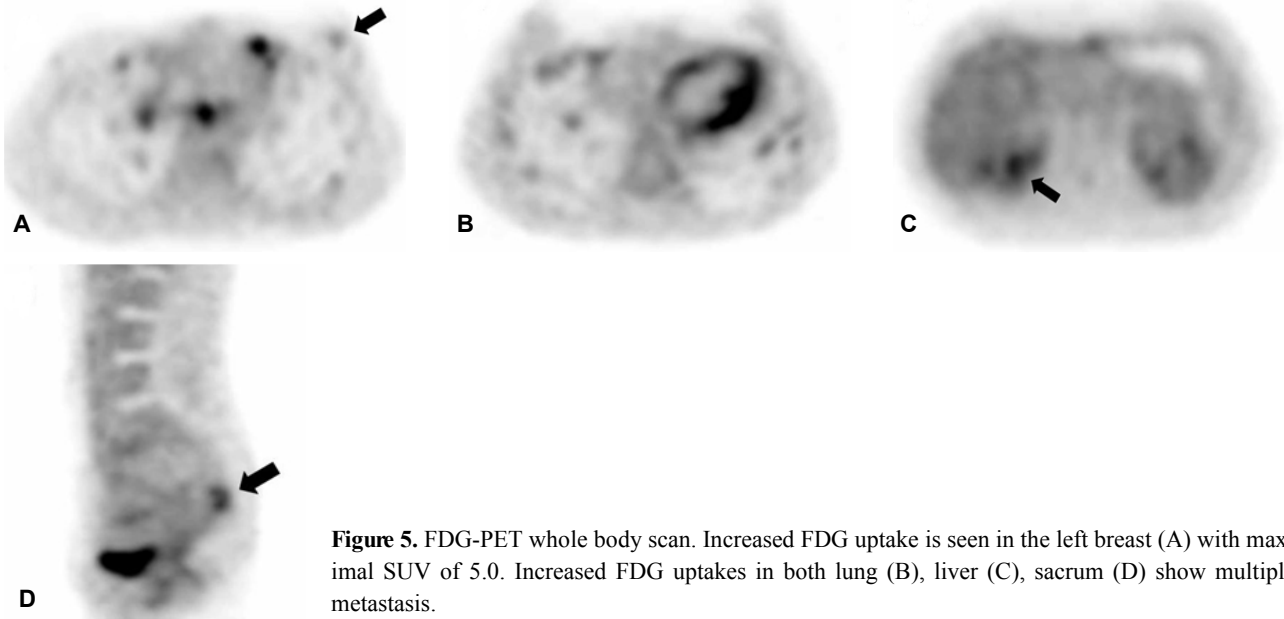 A
B
C
D
Figure 5. FDG-PET whole body scan. Increased FDG uptake is seen in the left breast (A) with max
imal SUV of 5.0. Increased FDG uptakes in both lung (B), liver (C), sacrum (D) show multipl
metastasis.